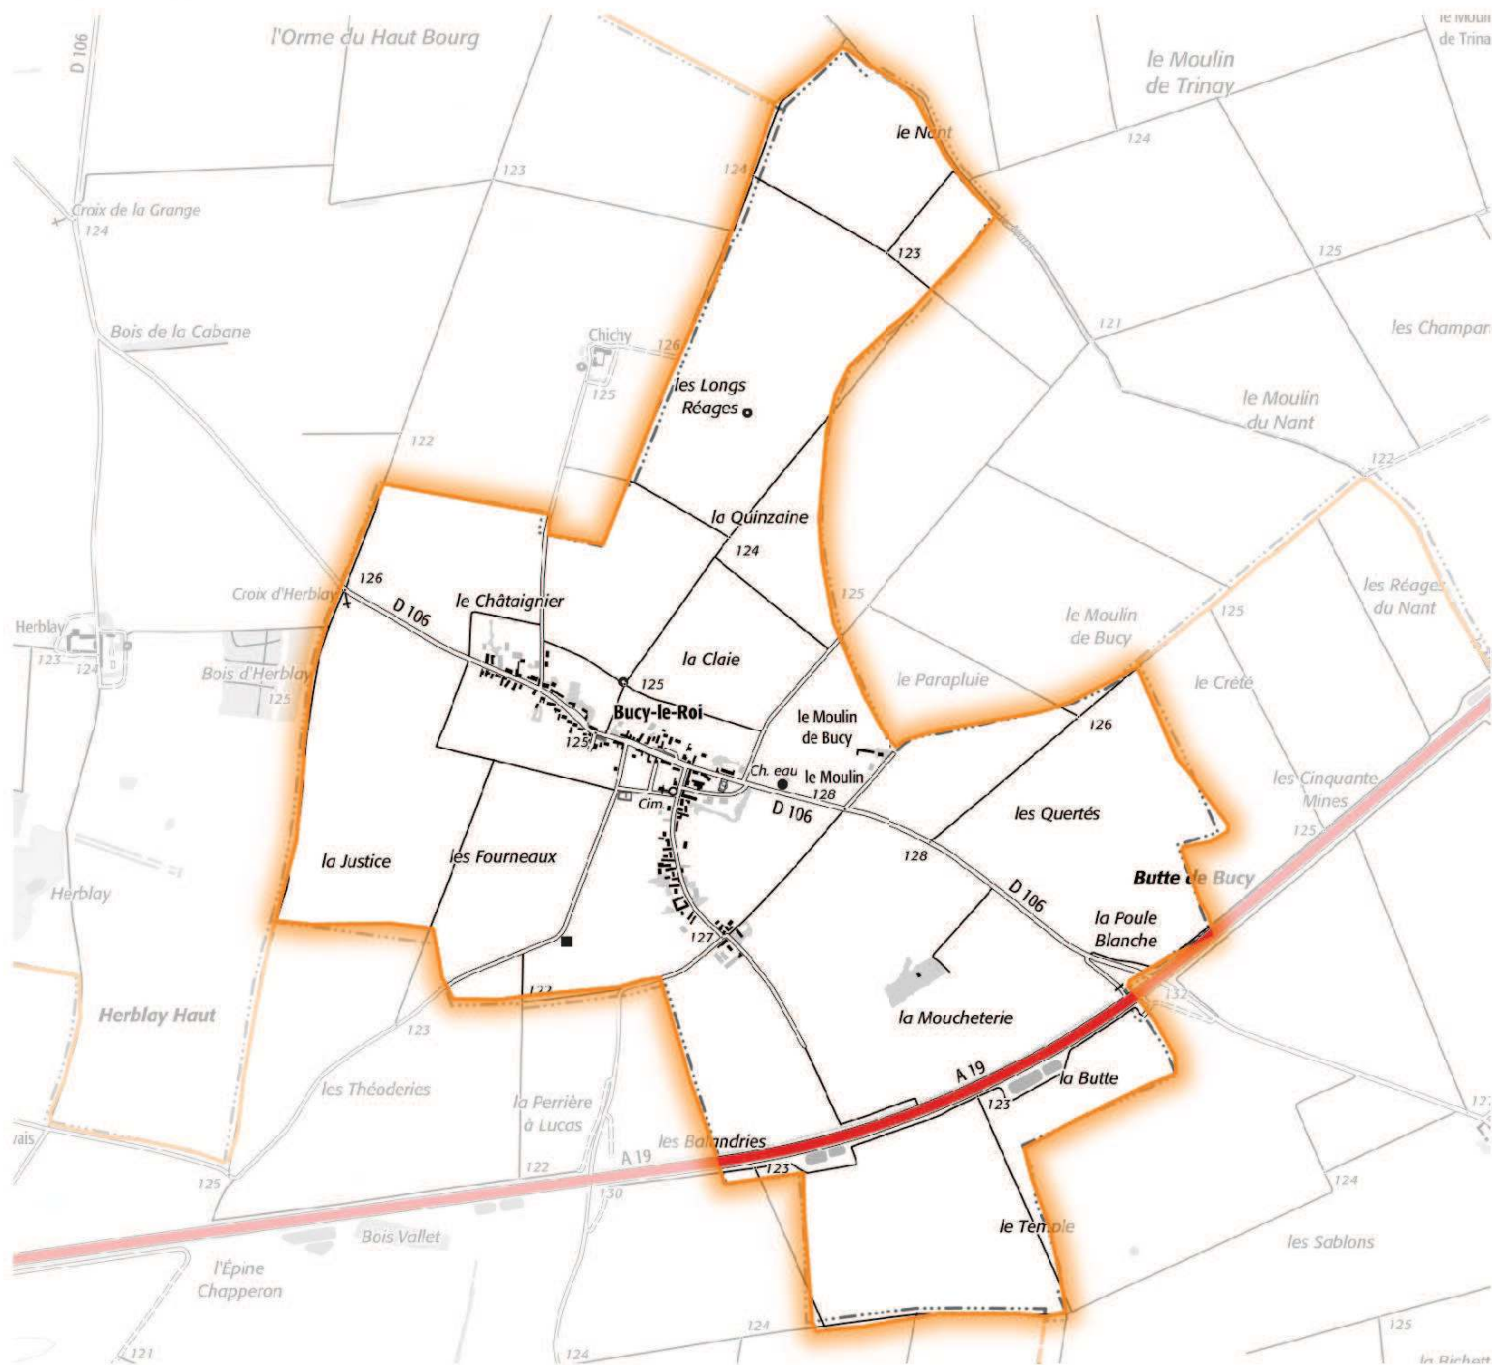 l'Orme du Haut Bourg
D 106
le Moulin
de Trinay
de Trina
le Nant
124
123
124
Croix de la Grange
124
123
125
121
les Champar
Bois de la Cabane
Chichy
126
125
les Longs
Réages
le Moulin
du Nant
122
122
la Quinzaine
124
126
Croix d'Herblay
D 106
le Châtaignier
125
le Moulin
de Bucy
125
les Réages
du Nant
Herblay
123
124
Bois d'Herblay
125
la Claie
125
le Parapluie
le Crété
Bucy-le-Roi
125
le Moulin
de Bucy
126
Ch. eau
le Moulin
128
D 106
Cim.
les Cinquante
Mines
125
les Quertés
128
la Justice
les Fourneaux
Herblay
Butte de Bucy
D 106
la Poule
Blanche
127
122
132
Herblay Haut
123
la Moucheterie
les Théoderies
la Perrière
à Lucas
A 19
la Butte
123
127
vais
les Balandries
A 19
123
122
130
125
124
Bois Vallet
le Temple
les Sablons
l'Épine
Chapperon
121
124
124
125
la Bichett